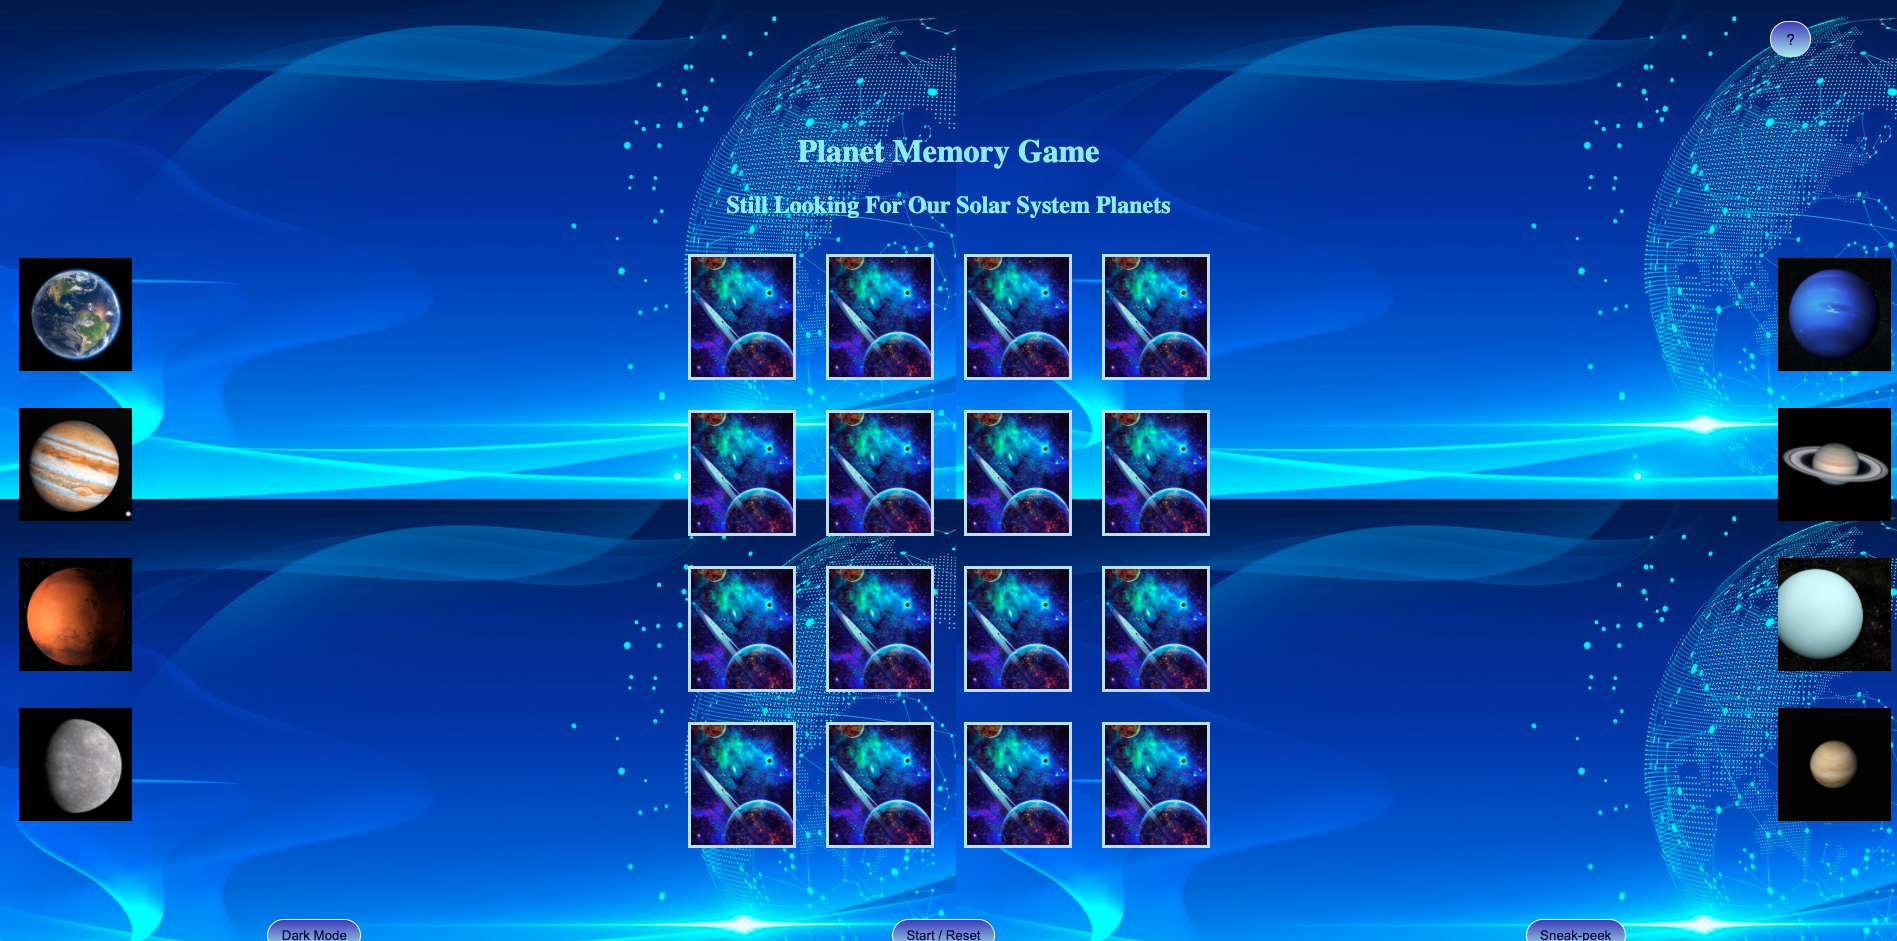 ?
Planet Memory Game
Still Looking For Our Solar System Planets
Dark Mode
Start / Reset
Sneak-peek